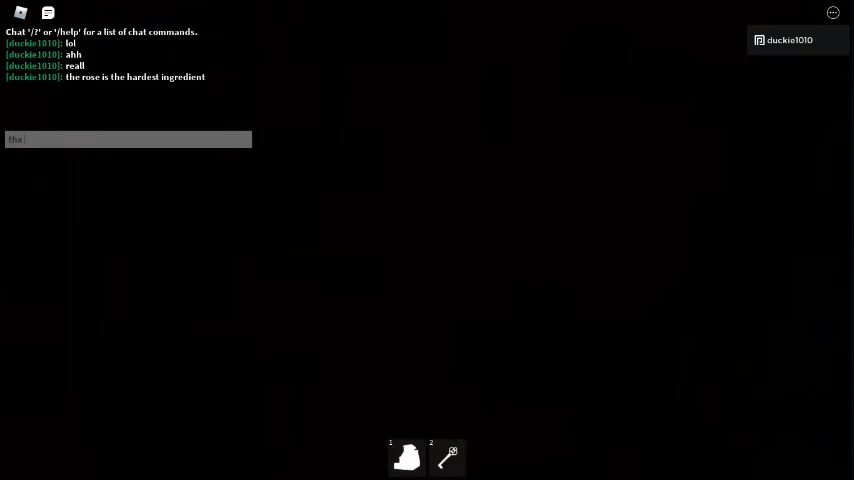 Chat '/?' or '/help' for a list of chat commands.
[duckie1010]: lol
[duckie1010]: ahh
[duckie1010]: reall
[duckie1010]: the rose is the hardest ingredient
duckie1010
thx
1
2